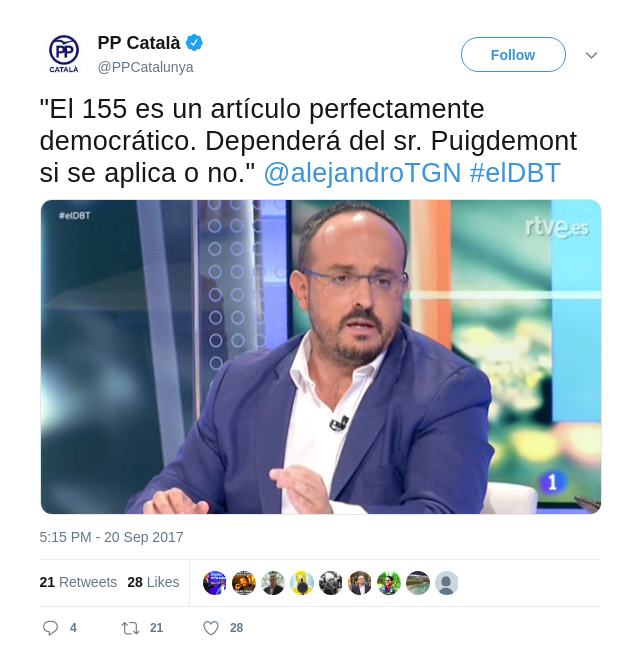 PP Català
@PPCatalunya
Follow
PP
CATALÀ
"El 155 es un artículo perfectamente
democrático. Dependerá del sr. Puigdemont
si se aplica o no." @alejandroTGN #elDBT
#elDBT
rtve.es
1
5:15 PM - 20 Sep 2017
21 Retweets 28 Likes
4 21 28